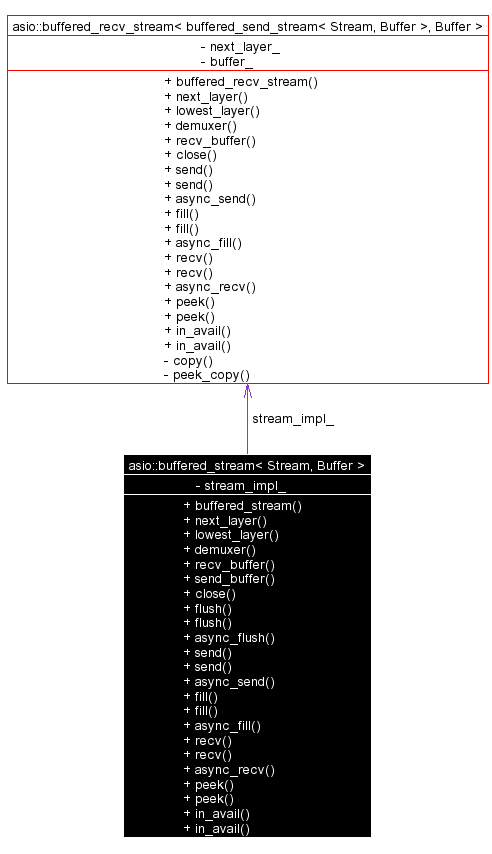 asio::buffered_recv_stream< buffered_send_stream< Stream, Buffer >, Buffer >
- next_layer_
- buffer_
+ buffered_recv_stream()
+ next_layer()
+ lowest_layer()
+ demuxer()
+ recv_buffer()
+ close()
+ send()
+ send()
+ async_send()
+ fill()
+ fill()
+ async_fill()
+ recv()
+ recv()
+ async_recv()
+ peek()
+ peek()
+ in_avail()
+ in_avail()
- copy()
- peek_copy()
stream_impl_
asio::buffered_stream< Stream, Buffer >
- stream_impl_
+ buffered_stream()
+ next_layer()
+ lowest_layer()
+ demuxer()
+ recv_buffer()
+ send_buffer()
+ close()
+ flush()
+ flush()
+ async_flush()
+ send()
+ send()
+ async_send()
+ fill()
+ fill()
+ async_fill()
+ recv()
+ recv()
+ async_recv()
+ peek()
+ peek()
+ in_avail()
+ in_avail()